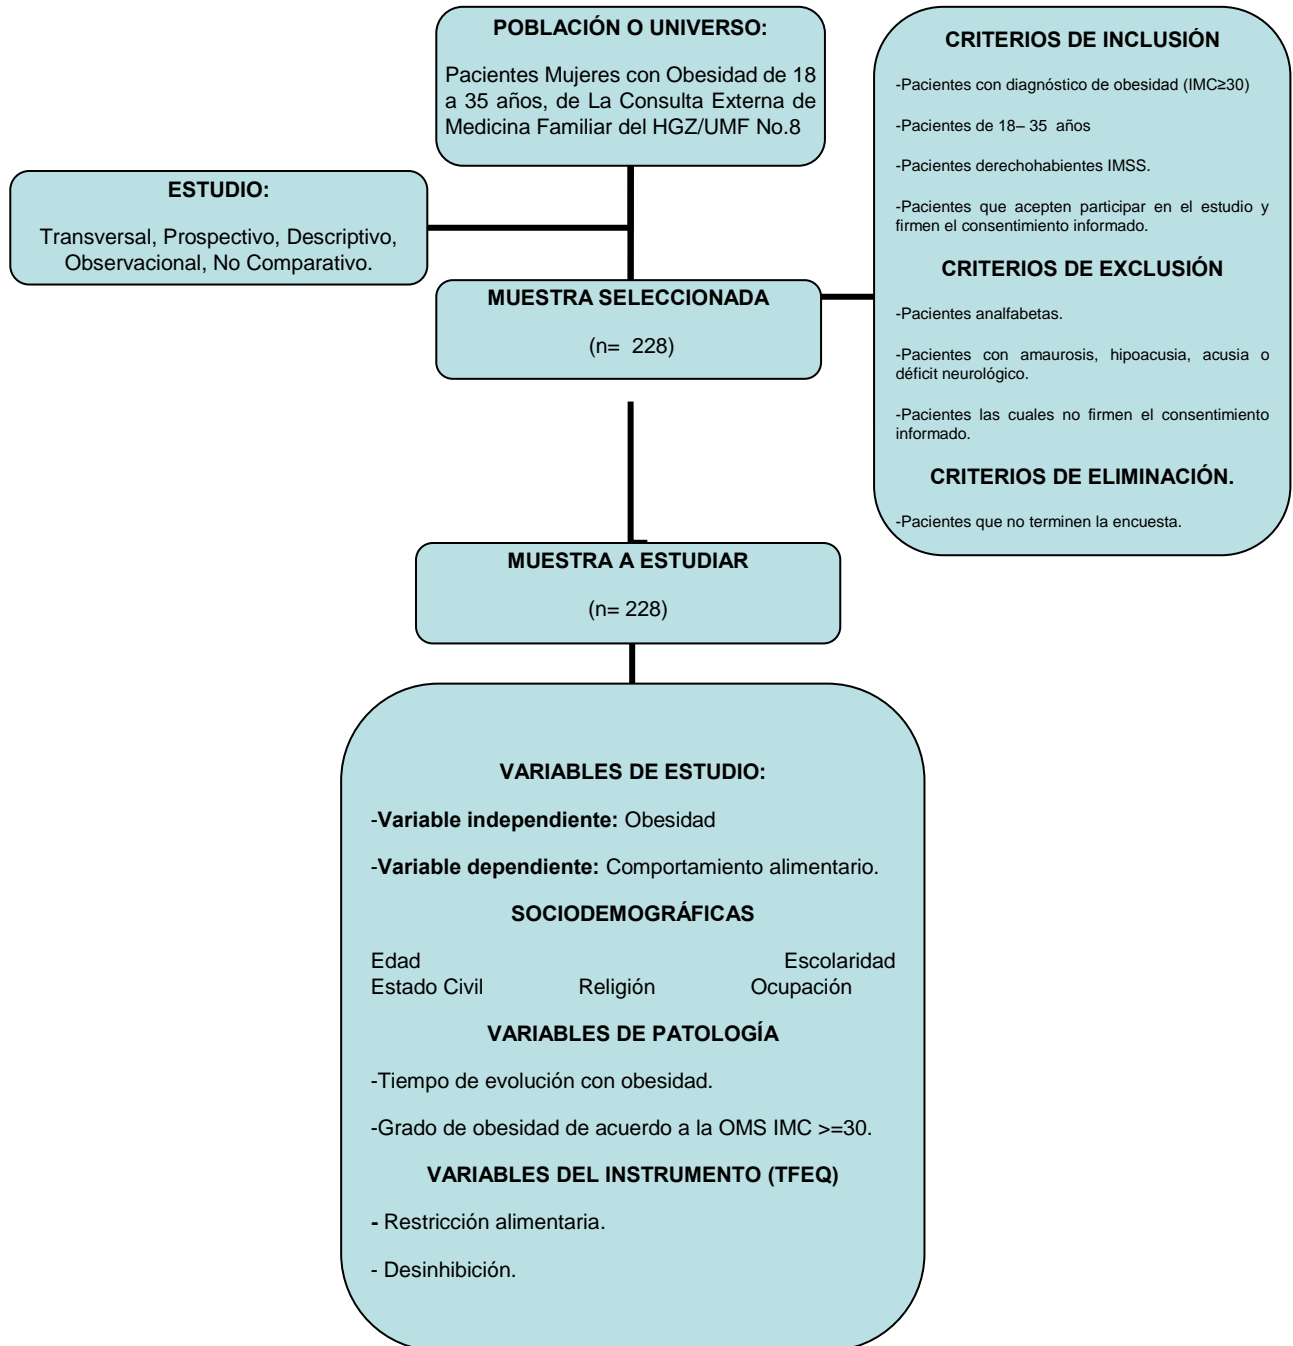 POBLACIÓN O UNIVERSO:
Pacientes Mujeres con Obesidad de 18
a 35 años, de La Consulta Externa de
Medicina Familiar del HGZ/UMF No.8
ESTUDIO:
Transversal, Prospectivo, Descriptivo,
Observacional, No Comparativo.
MUESTRA SELECCIONADA
(n= 228)
CRITERIOS DE INCLUSIÓN
-Pacientes con diagnóstico de obesidad (IMC≥30)
-Pacientes de 18– 35 años
-Pacientes derechohabientes IMSS.
-Pacientes que acepten participar en el estudio y
firmen el consentimiento informado.
CRITERIOS DE EXCLUSIÓN
-Pacientes analfabetas.
-Pacientes con amaurosis, hipoacusia, acusia o
déficit neurológico.
-Pacientes las cuales no firmen el consentimiento
informado.
CRITERIOS DE ELIMINACIÓN.
-Pacientes que no terminen la encuesta.
MUESTRA A ESTUDIAR
(n= 228)
VARIABLES DE ESTUDIO:
-Variable independiente: Obesidad
-Variable dependiente: Comportamiento alimentario.
SOCIODEMOGRÁFICAS
Edad Escolaridad
Estado Civil Religión Ocupación
VARIABLES DE PATOLOGÍA
-Tiempo de evolución con obesidad.
-Grado de obesidad de acuerdo a la OMS IMC >=30.
VARIABLES DEL INSTRUMENTO (TFEQ)
- Restricción alimentaria.
- Desinhibición.